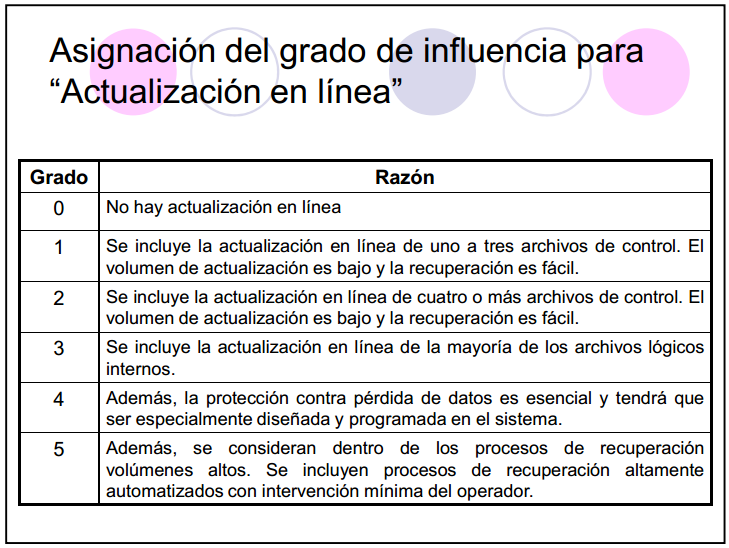 Asignación del grado de influencia para
“Actualización en línea”
Grado Razón
0 No hay actualización en línea
1 Se incluye la actualización en línea de uno a tres archivos de control. El
volumen de actualización es bajo y la recuperación es fácil.
2 Se incluye la actualización en línea de cuatro o más archivos de control. El
volumen de actualización es bajo y la recuperación es fácil.
3 Se incluye la actualización en línea de la mayoría de los archivos lógicos
internos.
4 Además, la protección contra pérdida de datos es esencial y tendrá que
ser especialmente diseñada y programada en el sistema.
5 Además, se consideran dentro de los procesos de recuperación
volúmenes altos. Se incluyen procesos de recuperación altamente
automatizados con intervención mínima del operador.